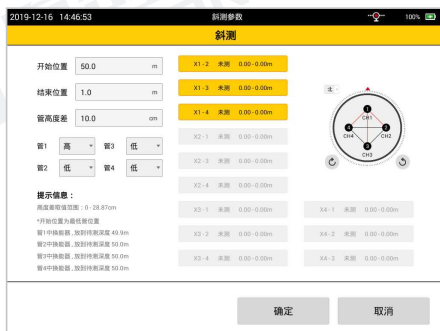 2019-12-16 14:46:53 斜测参数 100%
斜测
开始位置 50.0 m
结束位置 1.0 m
管高度差 10.0 cm
管1 高 管3 低
管2 低 管4 低
提示信息：
高度差取值范围：0-28.87cm
*开始位置为最低管位置
管1中换能器，放到待测深度 49.9m
管2中换能器，放到待测深度 50.0m
管3中换能器，放到待测深度 50.0m
管4中换能器，放到待测深度 50.0m
X1-2 未测 0.00-0.00m
X1-3 未测 0.00-0.00m
X1-4 未测 0.00-0.00m
X2-1 未测 0.00-0.00m
X2-3 未测 0.00-0.00m
X2-4 未测 0.00-0.00m
X3-1 未测 0.00-0.00m
X3-2 未测 0.00-0.00m
X3-4 未测 0.00-0.00m
北
1
CH1
4 2
CH4 CH2
3
CH3
X4-1 未测 0.00-0.00m
X4-2 未测 0.00-0.00m
X4-3 未测 0.00-0.00m
确定 取消